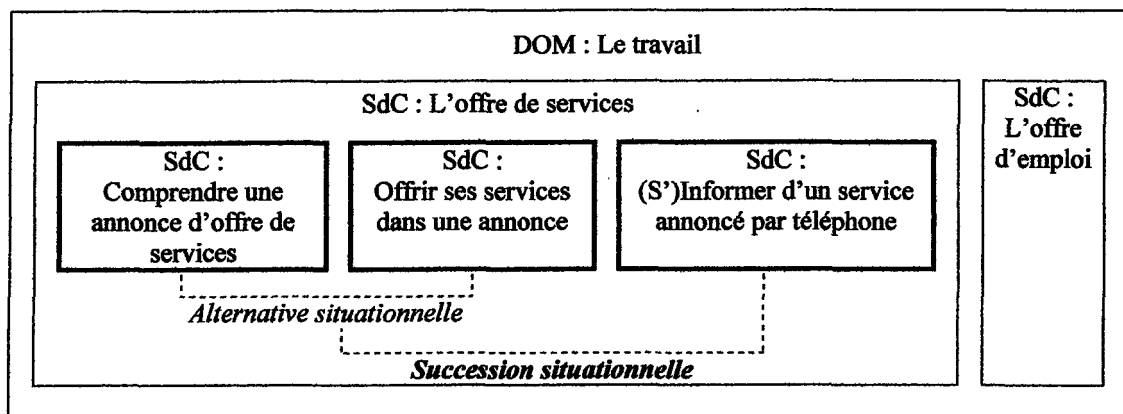 DOM : Le travail
SdC : L'offre de services
SdC :
Comprendre une
annonce d'offre de
services
SdC :
Offrir ses services
dans une annonce
SdC :
(S')Informer d'un service
annoncé par téléphone
Alternative situationnelle
Succession situationnelle
SdC :
L'offre
d'emploi